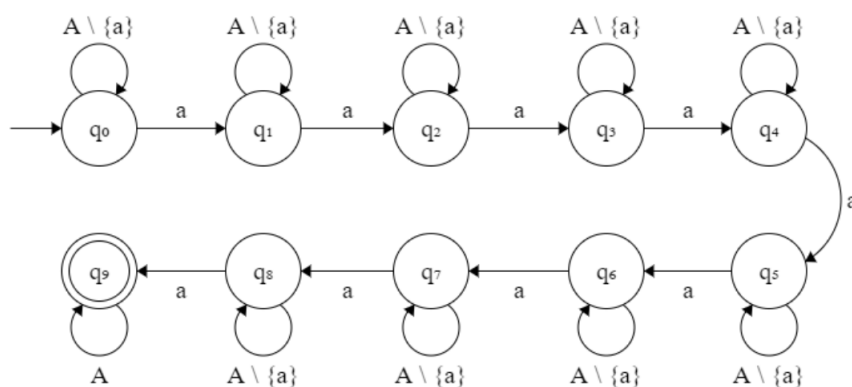 A \ {a} A \ {a} A \ {a} A \ {a} A \ {a}
q₀ a q₁ a q₂ a q₃ a q₄
a
q₉ a q₈ a q₇ a q₆ a q₅
A A \ {a} A \ {a} A \ {a} A \ {a}